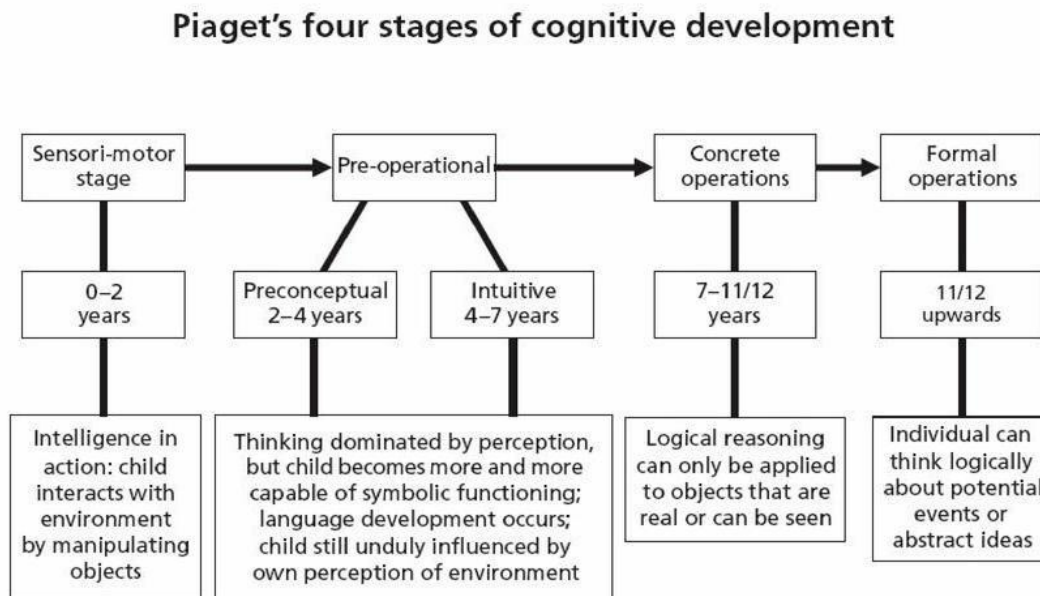 Piaget's four stages of cognitive development
Sensori-motor
stage
Pre-operational
Concrete
operations
Formal
operations
0–2
years
Preconceptual
2–4 years
Intuitive
4–7 years
7–11/12
years
11/12
upwards
Intelligence in
action: child
interacts with
environment
by manipulating
objects
Thinking dominated by perception,
but child becomes more and more
capable of symbolic functioning;
language development occurs;
child still unduly influenced by
own perception of environment
Logical reasoning
can only be applied
to objects that are
real or can be seen
Individual can
think logically
about potential
events or
abstract ideas